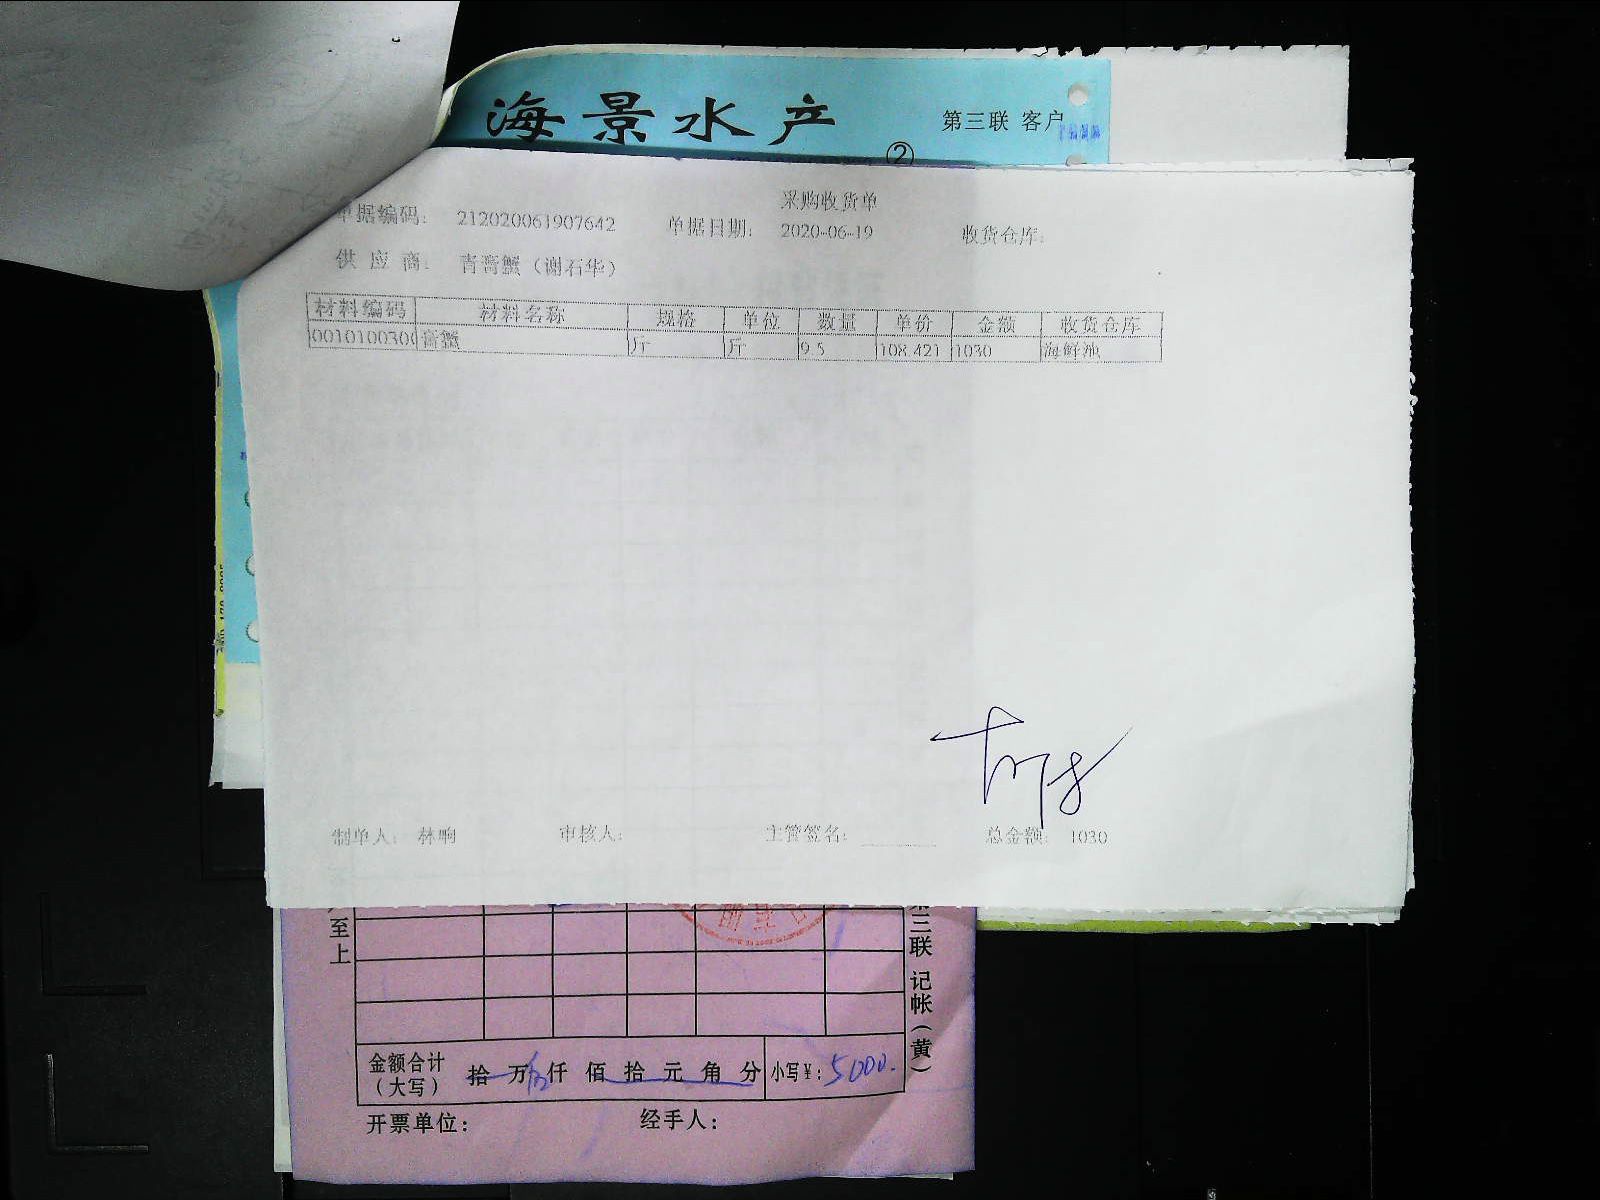 海景水产
第三联 客户
②
采购收货单
单据编码: 212020061907642 单据日期: 2020-06-19 收货仓库:
供应商: 青膏蟹(谢石华)
材料编码 材料名称 规格 单位 数量 单价 金额 收货仓库
0010100300 膏蟹 斤 斤 9.5 108.421 1030 海鲜池
制单人: 林晌 审核人: 主管签名: 总金额: 1030
至上
三联 记帐(黄)
金额合计(大写) 拾万伍仟佰拾元角分 小写¥: 5000.
开票单位: 经手人: